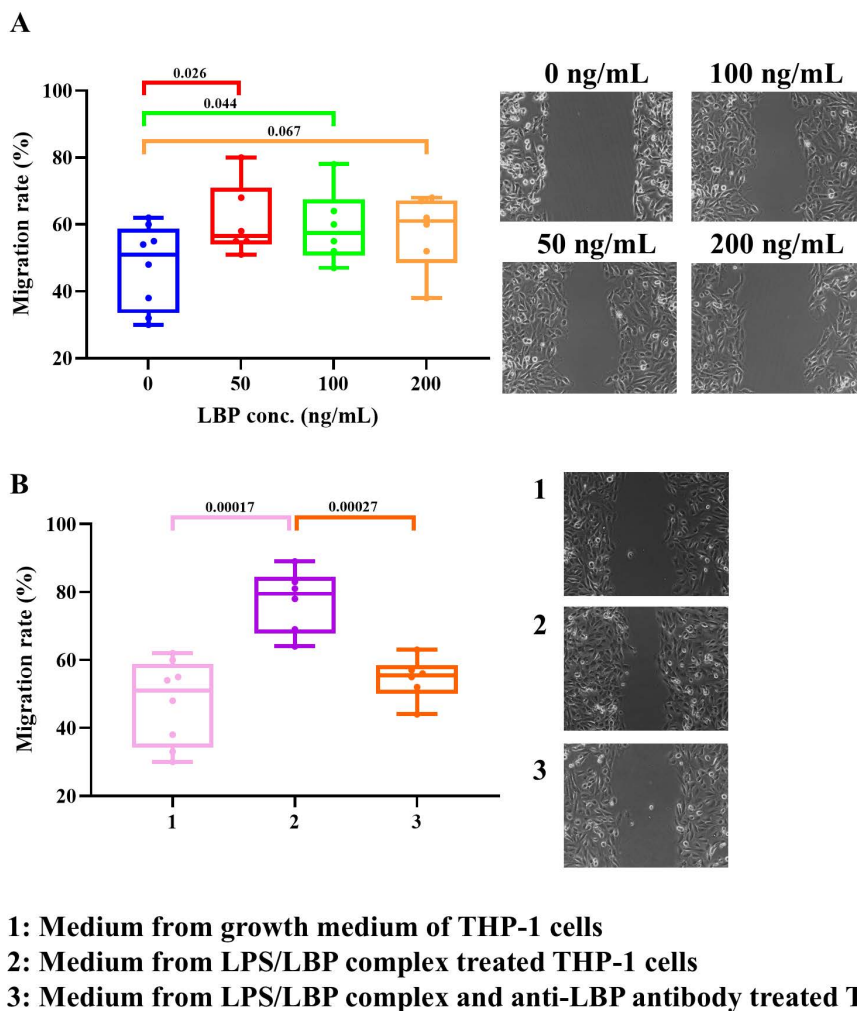 A
0.026
0.044
0.067
Migration rate (%)
100
80
60
40
20
0
50
100
200
LBP conc. (ng/mL)
0 ng/mL
100 ng/mL
50 ng/mL
200 ng/mL
B
0.00017
0.00027
Migration rate (%)
100
80
60
40
20
1
2
3
1
2
3
1: Medium from growth medium of THP-1 cells
2: Medium from LPS/LBP complex treated THP-1 cells
3: Medium from LPS/LBP complex and anti-LBP antibody treated